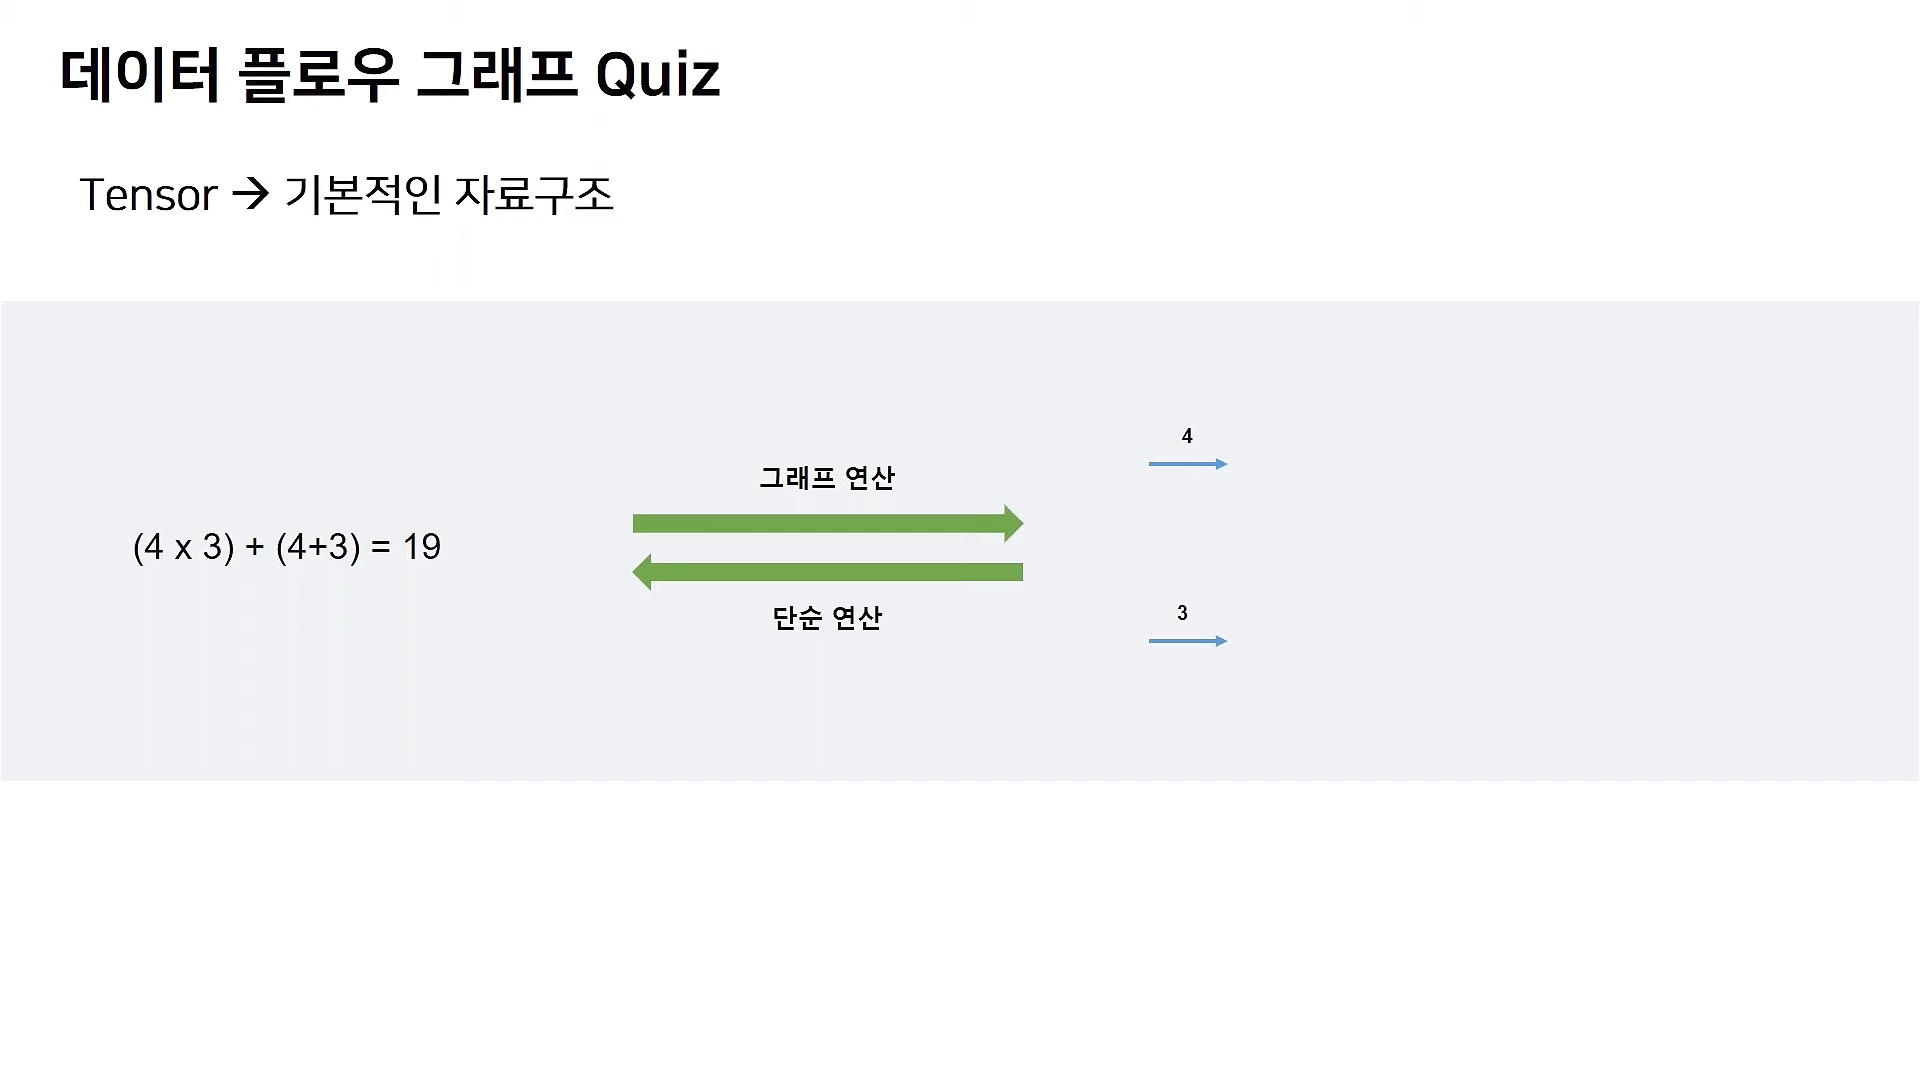 데이터 플로우 그래프 Quiz
Tensor → 기본적인 자료구조
(4 x 3) + (4+3) = 19
그래프 연산
단순 연산
4
3